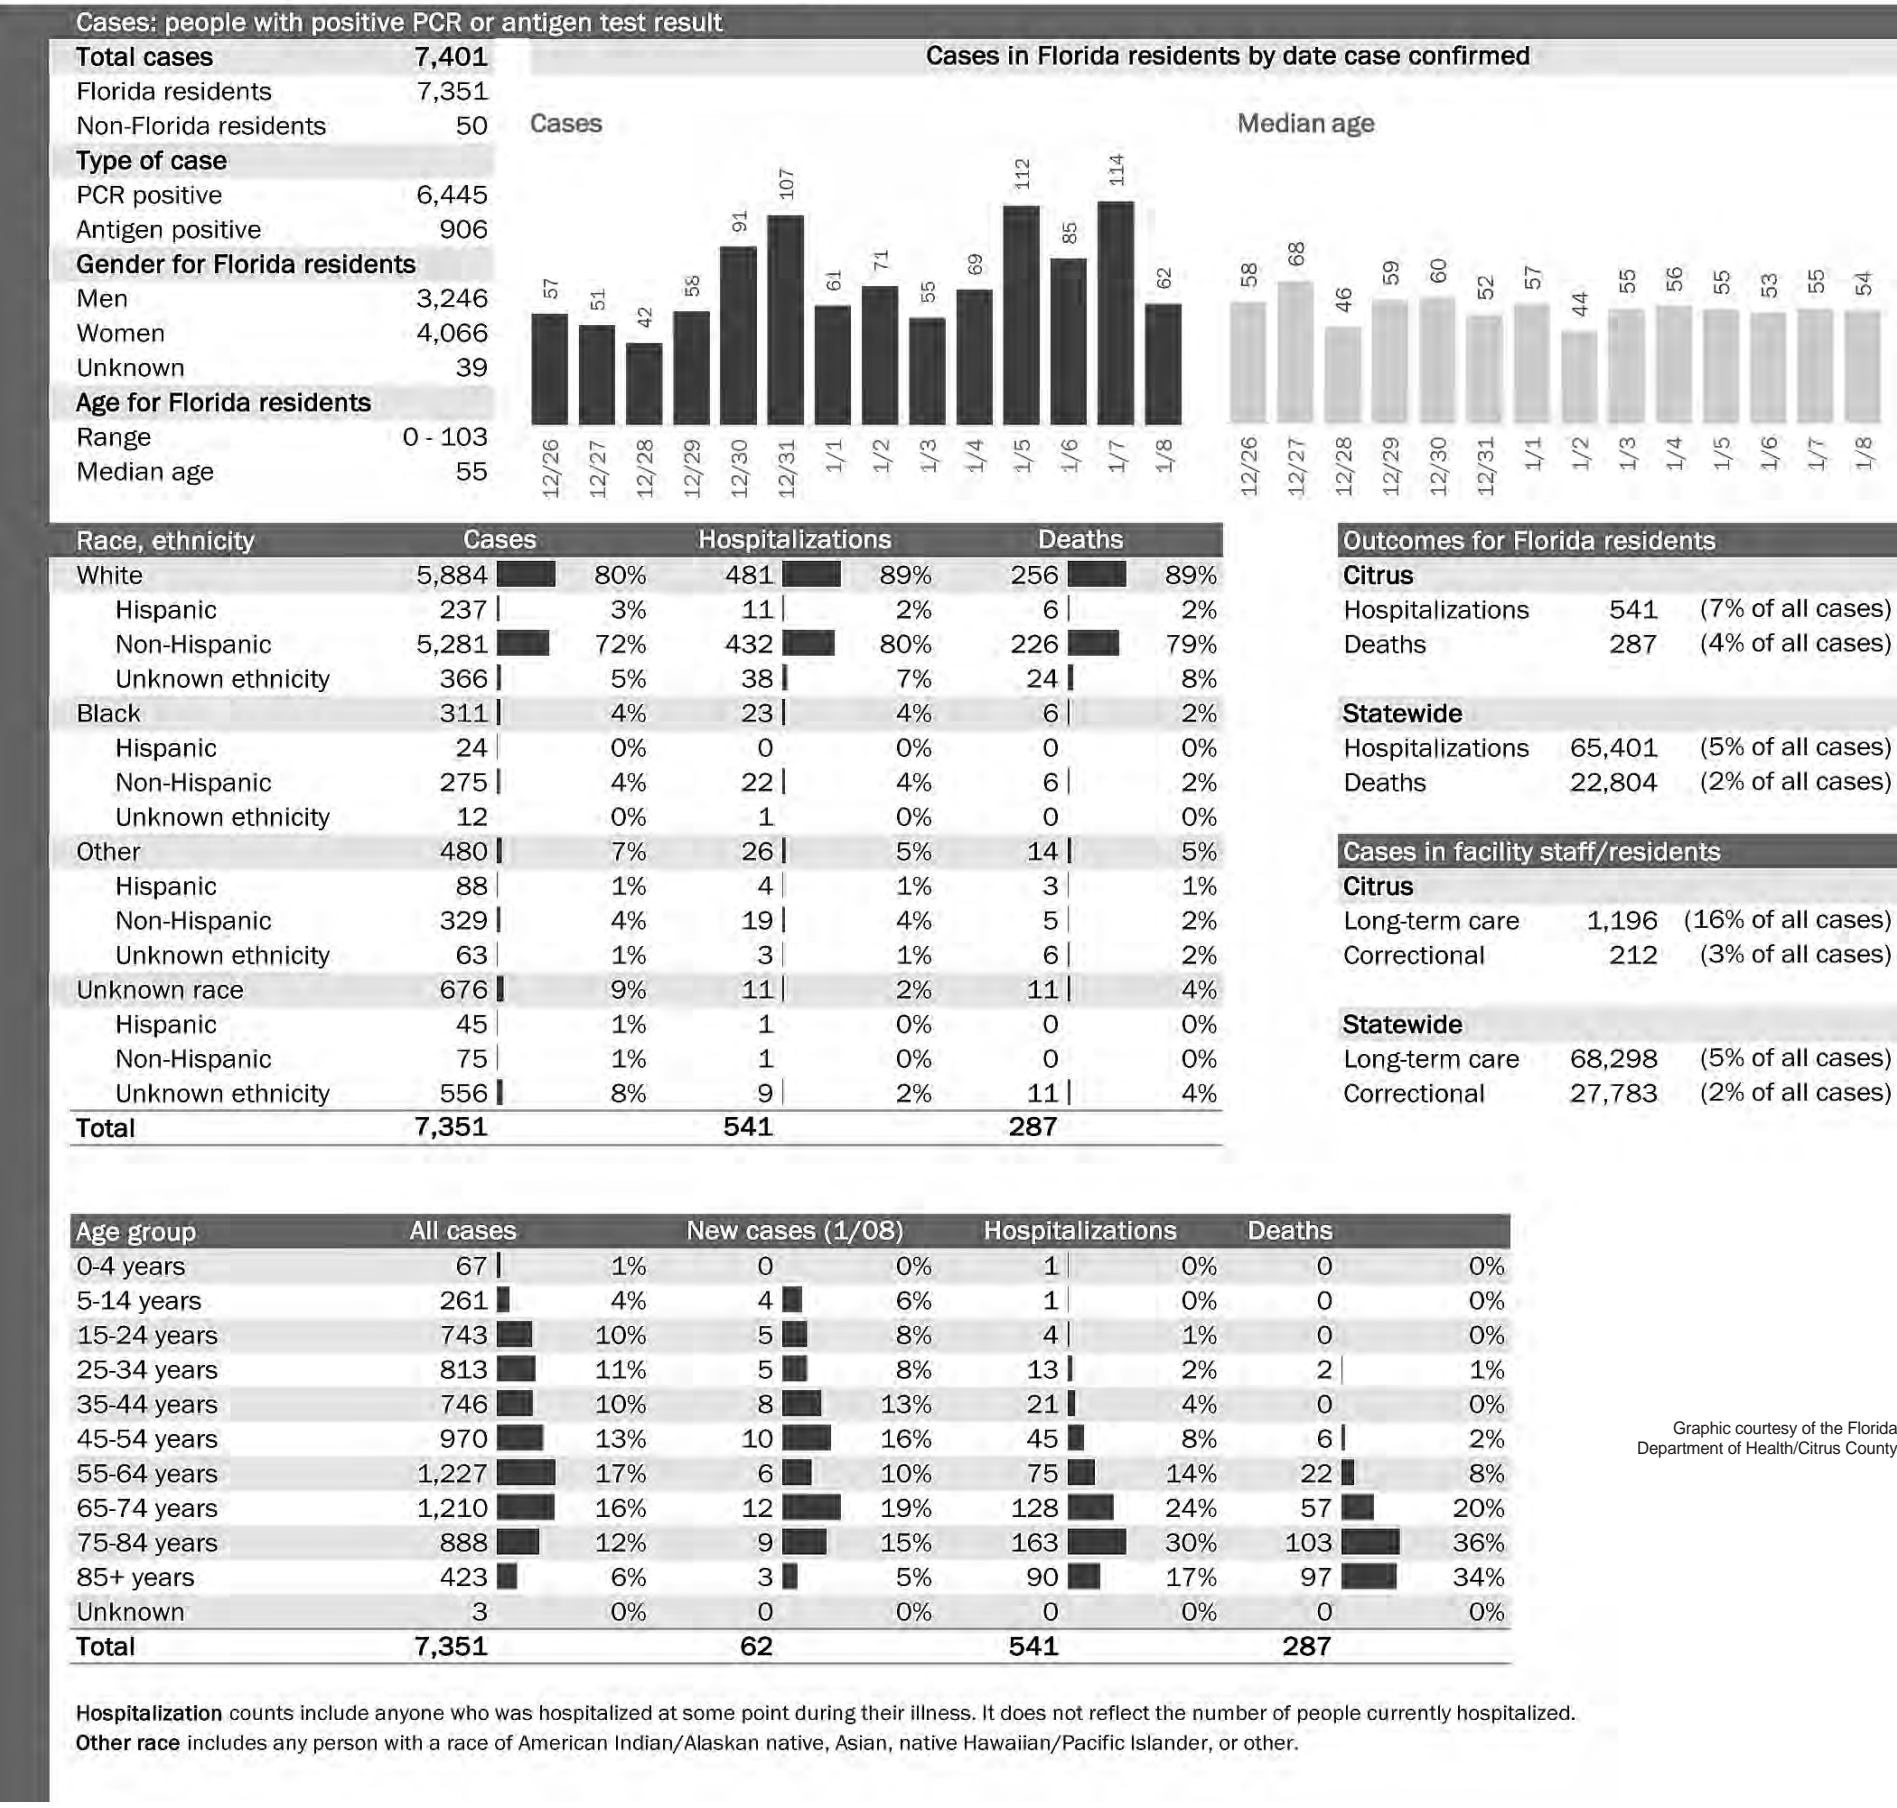 Cases: people with positive PCR or antigen test result
Total cases 7,401
Florida residents 7,351
Non-Florida residents 50
Type of case
PCR positive 6,445
Antigen positive 906
Gender for Florida residents
Men 3,246
Women 4,066
Unknown 39
Age for Florida residents
Range 0 - 103
Median age 55
Cases in Florida residents by date case confirmed
Cases
57 51 42 58 91 107 61 71 55 69 112 85 114 62
12/26 12/27 12/28 12/29 12/30 12/31 1/1 1/2 1/3 1/4 1/5 1/6 1/7 1/8
Median age
58 68 46 59 60 52 57 44 55 56 55 53 55 54
12/26 12/27 12/28 12/29 12/30 12/31 1/1 1/2 1/3 1/4 1/5 1/6 1/7 1/8
Race, ethnicity Cases Hospitalizations Deaths
White 5,884 80% 481 89% 256 89%
Hispanic 237 3% 11 2% 6 2%
Non-Hispanic 5,281 72% 432 80% 226 79%
Unknown ethnicity 366 5% 38 7% 24 8%
Black 311 4% 23 4% 6 2%
Hispanic 24 0% 0 0% 0 0%
Non-Hispanic 275 4% 22 4% 6 2%
Unknown ethnicity 12 0% 1 0% 0 0%
Other 480 7% 26 5% 14 5%
Hispanic 88 1% 4 1% 3 1%
Non-Hispanic 329 4% 19 4% 5 2%
Unknown ethnicity 63 1% 3 1% 6 2%
Unknown race 676 9% 11 2% 11 4%
Hispanic 45 1% 1 0% 0 0%
Non-Hispanic 75 1% 1 0% 0 0%
Unknown ethnicity 556 8% 9 2% 11 4%
Total 7,351 541 287
Outcomes for Florida residents
Citrus
Hospitalizations 541 (7% of all cases)
Deaths 287 (4% of all cases)
Statewide
Hospitalizations 65,401 (5% of all cases)
Deaths 22,804 (2% of all cases)
Cases in facility staff/residents
Citrus
Long-term care 1,196 (16% of all cases)
Correctional 212 (3% of all cases)
Statewide
Long-term care 68,298 (5% of all cases)
Correctional 27,783 (2% of all cases)
Age group All cases New cases (1/08) Hospitalizations Deaths
0-4 years 67 1% 0 0% 1 0% 0 0%
5-14 years 261 4% 4 6% 1 0% 0 0%
15-24 years 743 10% 5 8% 4 1% 0 0%
25-34 years 813 11% 5 8% 13 2% 2 1%
35-44 years 746 10% 8 13% 21 4% 0 0%
45-54 years 970 13% 10 16% 45 8% 6 2%
55-64 years 1,227 17% 6 10% 75 14% 22 8%
65-74 years 1,210 16% 12 19% 128 24% 57 20%
75-84 years 888 12% 9 15% 163 30% 103 36%
85+ years 423 6% 3 5% 90 17% 97 34%
Unknown 3 0% 0 0% 0 0% 0 0%
Total 7,351 62 541 287
Graphic courtesy of the Florida
Department of Health/Citrus County
Hospitalization counts include anyone who was hospitalized at some point during their illness. It does not reflect the number of people currently hospitalized.
Other race includes any person with a race of American Indian/Alaskan native, Asian, native Hawaiian/Pacific Islander, or other.